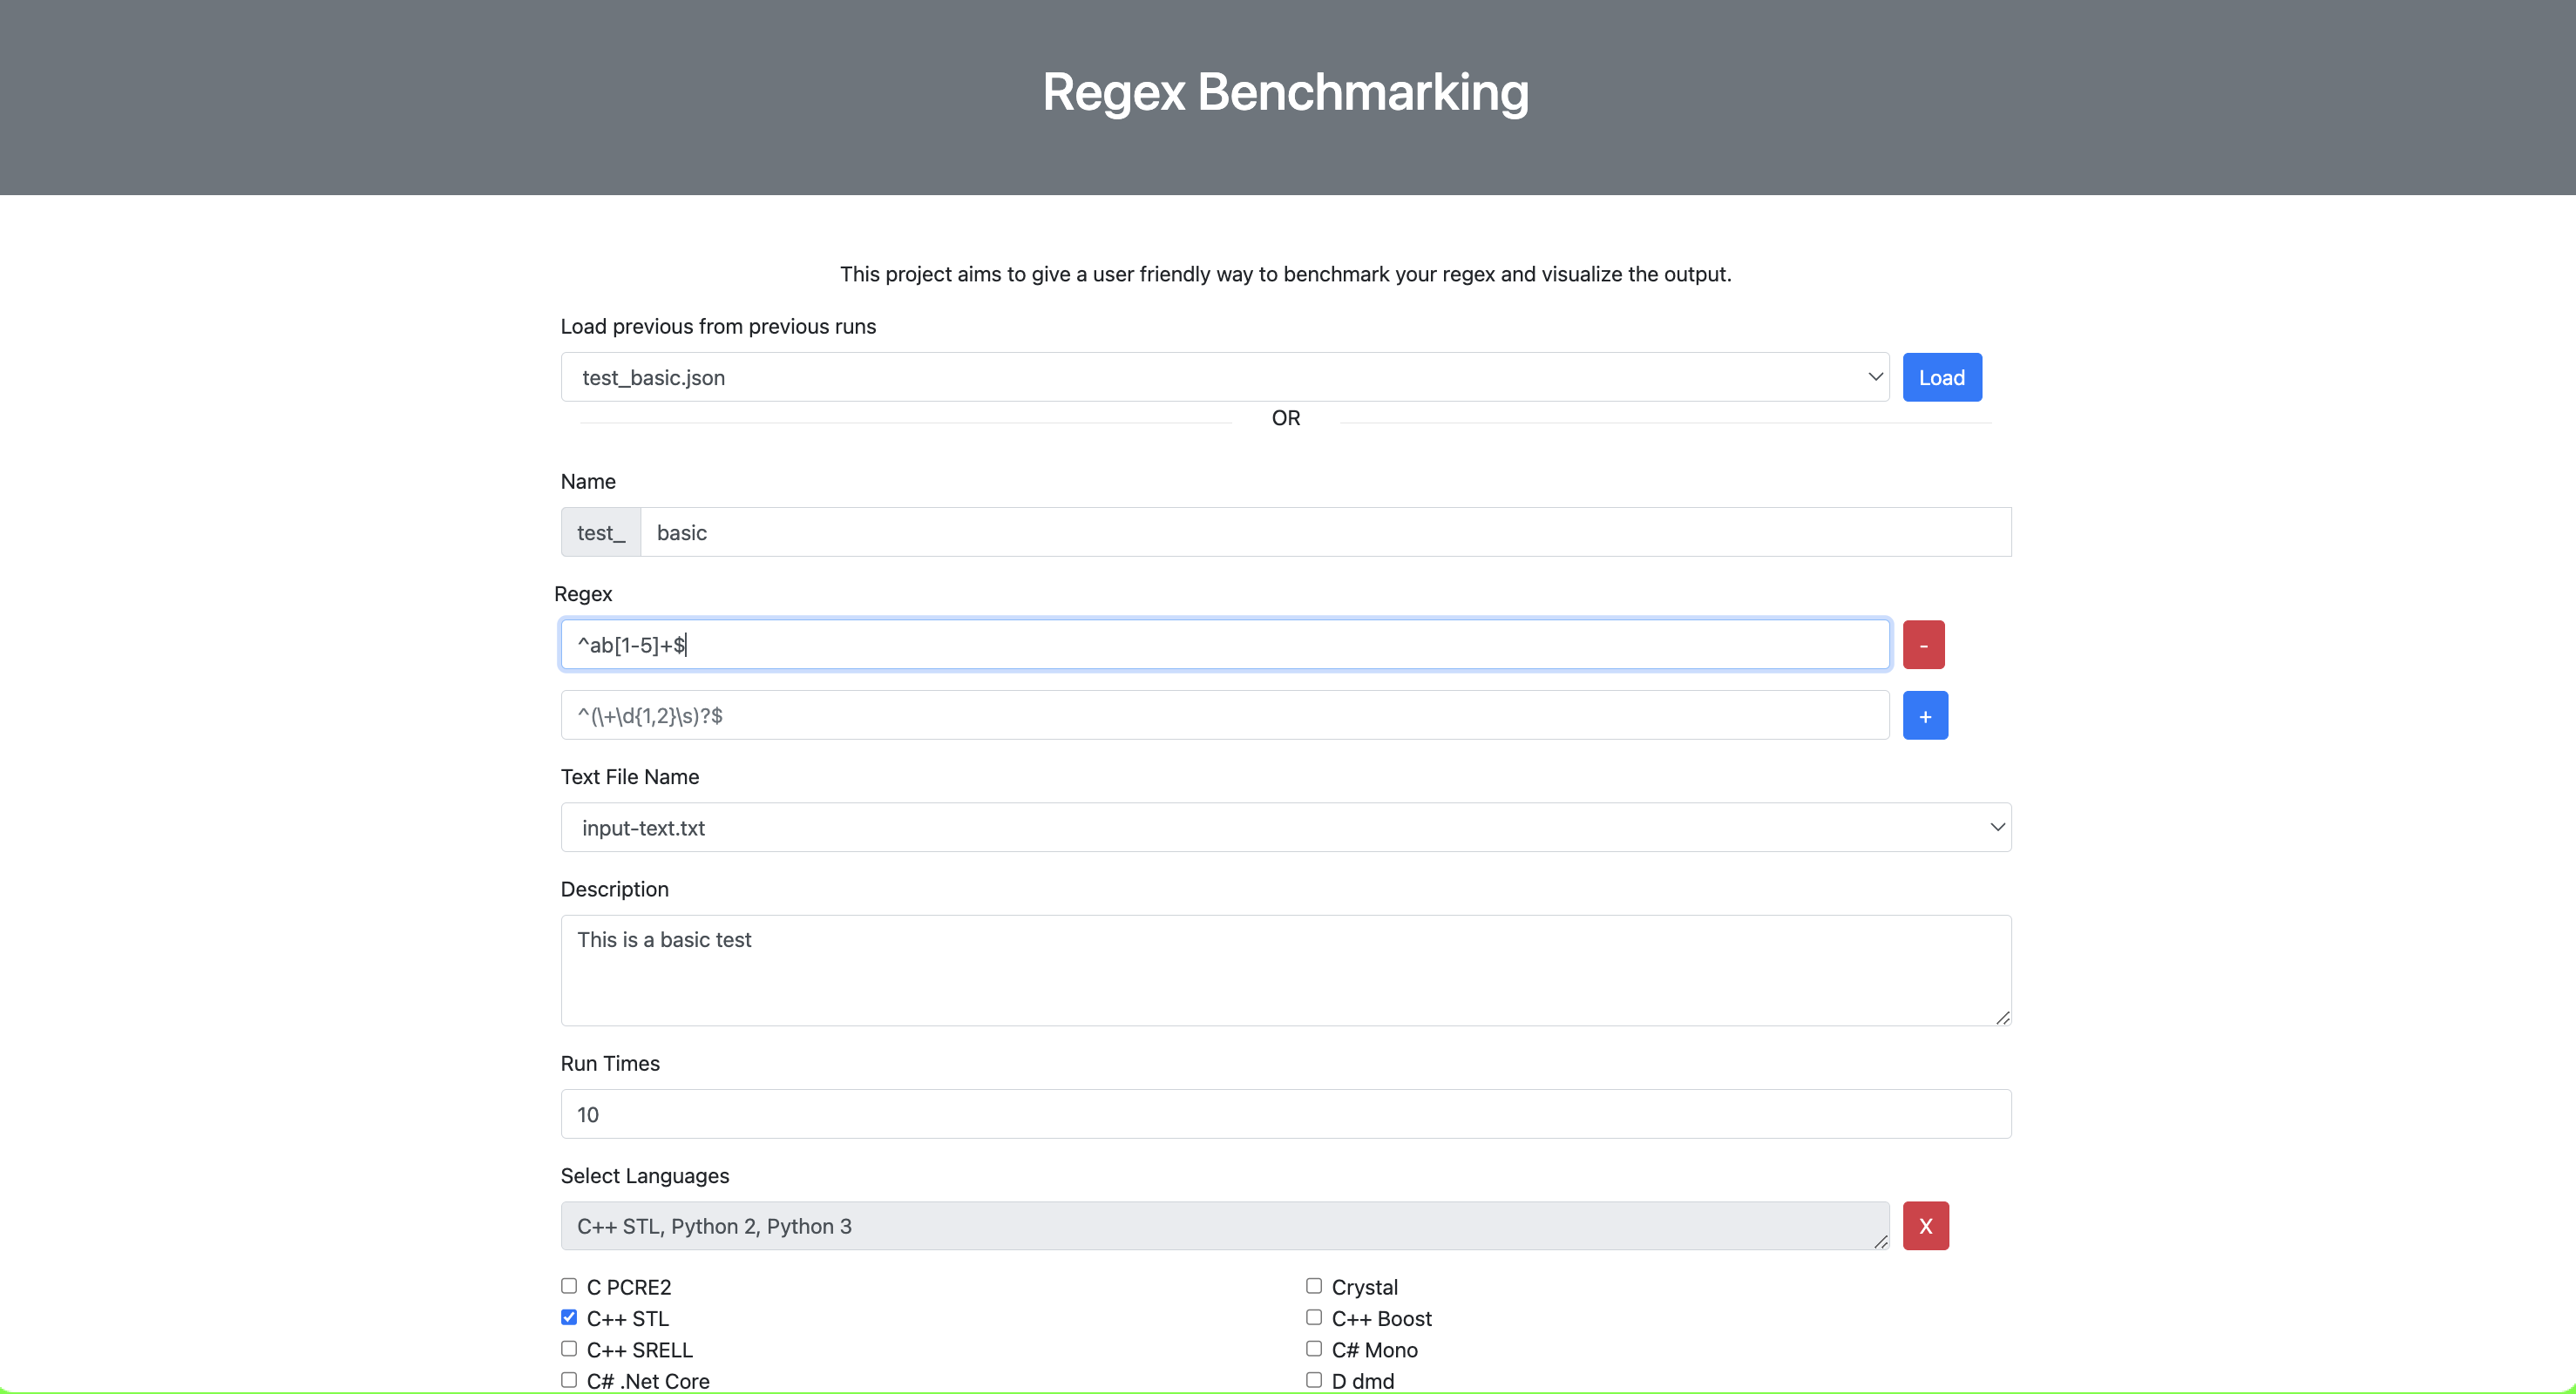 Regex Benchmarking
This project aims to give a user friendly way to benchmark your regex and visualize the output.
Load previous from previous runs
test_basic.json
Load
OR
Name
test_ basic
Regex
^ab[1-5]+$
-
^(\+\d{1,2}\s)?$
+
Text File Name
input-text.txt
Description
This is a basic test
Run Times
10
Select Languages
C++ STL, Python 2, Python 3
X
C PCRE2
Crystal
C++ STL
C++ Boost
C++ SRELL
C# Mono
C# .Net Core
D dmd